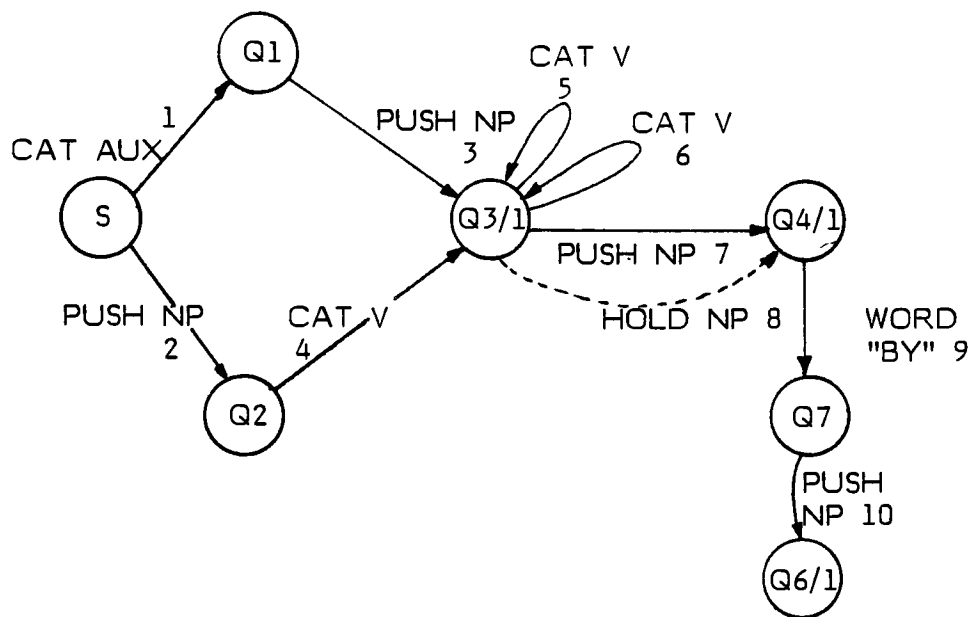 Q1
CAT V
5
1
PUSH NP
3
CAT V
6
CAT AUX
S
Q3/1
Q4/1
PUSH NP 7
PUSH NP
2
CAT V
4
HOLD NP 8
WORD
"BY" 9
Q2
Q7
PUSH
NP 10
Q6/1